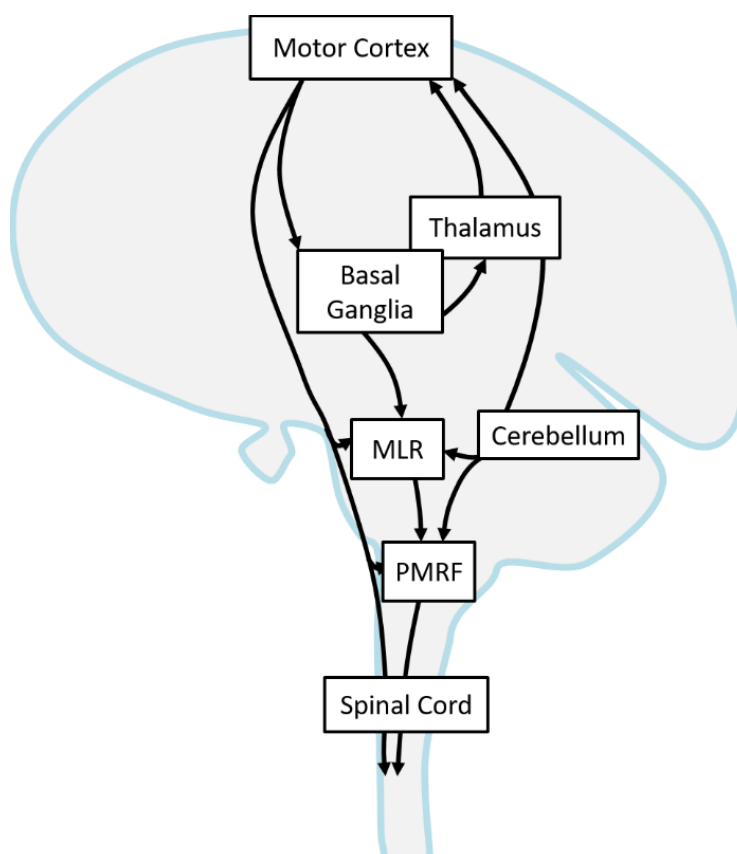 Motor Cortex
Thalamus
Basal
Ganglia
Cerebellum
MLR
PMRF
Spinal Cord